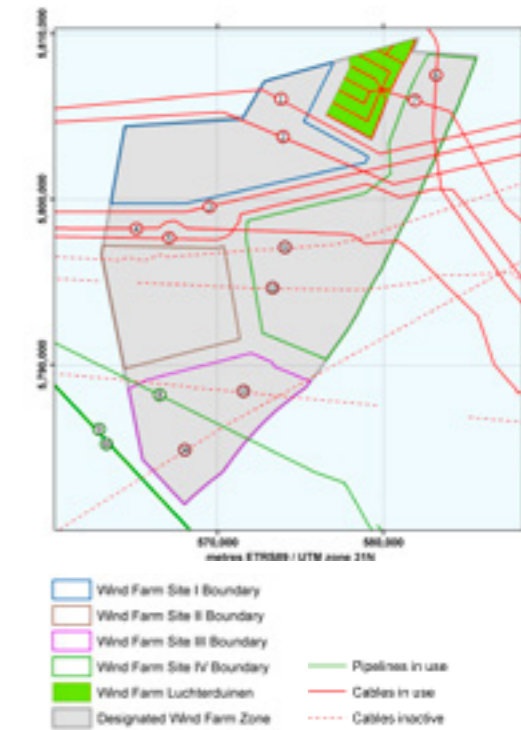 5,810,000
5,800,000
5,790,000
570,000 580,000
metres ETRS89 / UTM zone 31N
Wind Farm Site I Boundary
Wind Farm Site II Boundary
Wind Farm Site III Boundary
Wind Farm Site IV Boundary
Wind Farm Luchterduinen
Designated Wind Farm Zone
Pipelines in use
Cables in use
Cables inactive